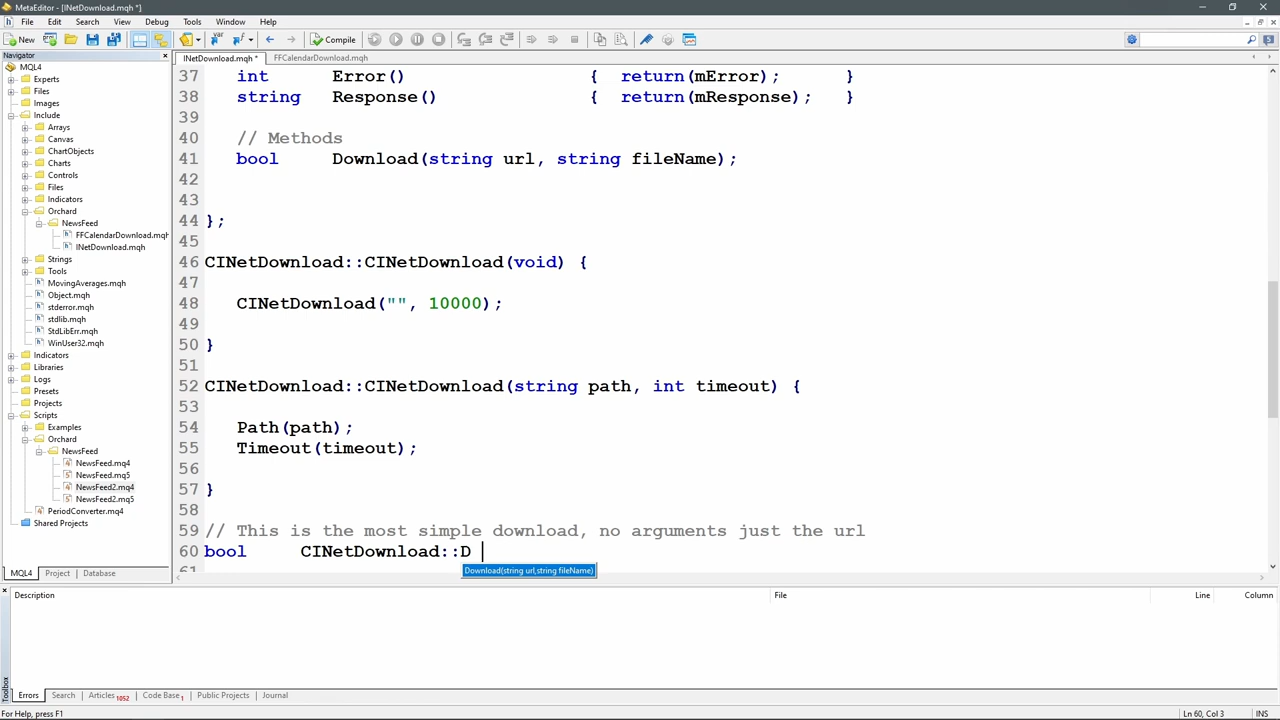 MetaEditor - [INetDownload.mqh *]
File Edit Search View Debug Tools Window Help
New Compile
Navigator
INetDownload.mqh * FFCalendarDownload.mqh
MQL4
Experts
Files
Images
Include
Arrays
Canvas
ChartObjects
Charts
Controls
Files
Indicators
Orchard
NewsFeed
FFCalendarDownload.mqh
INetDownload.mqh
Strings
Tools
MovingAverages.mqh
Object.mqh
stderror.mqh
stdlib.mqh
StdLibErr.mqh
WinUser32.mqh
Indicators
Libraries
Logs
Presets
Projects
Scripts
Examples
Orchard
NewsFeed
NewsFeed.mq4
NewsFeed.mq5
NewsFeed2.mq4
NewsFeed2.mq5
PeriodConverter.mq4
Shared Projects
MQL4 Project Database
37 int Error() { return(mError); }
38 string Response() { return(mResponse); }
39
40 // Methods
41 bool Download(string url, string fileName);
42
43
44 };
45
46 CINetDownload::CINetDownload(void) {
47
48 CINetDownload("", 10000);
49
50 }
51
52 CINetDownload::CINetDownload(string path, int timeout) {
53
54 Path(path);
55 Timeout(timeout);
56
57 }
58
59 // This is the most simple download, no arguments just the url
60 bool CINetDownload::D
61
Download(string url,string fileName)
Description File Line Column
Toolbox
Errors Search Articles 1052 Code Base 1 Public Projects Journal
For Help, press F1 Ln 60, Col 3 INS